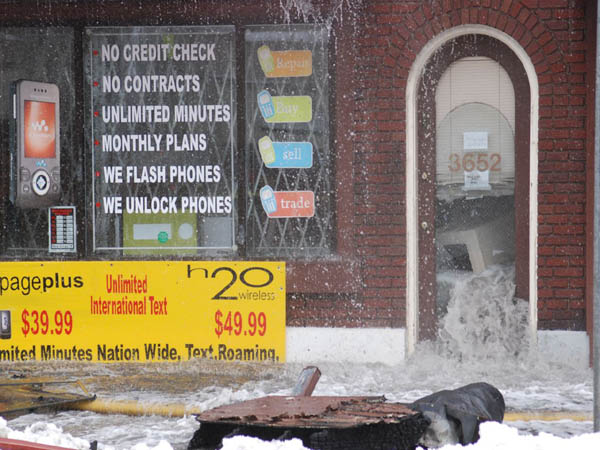 NO CREDIT CHECK
NO CONTRACTS
UNLIMITED MINUTES
MONTHLY PLANS
WE FLASH PHONES
WE UNLOCK PHONES
Repair
Buy
sell
trade
3652
pageplus
Unlimited
International Text
h2O
wireless
$39.99
$49.99
mited Minutes Nation Wide, Text, Roaming,